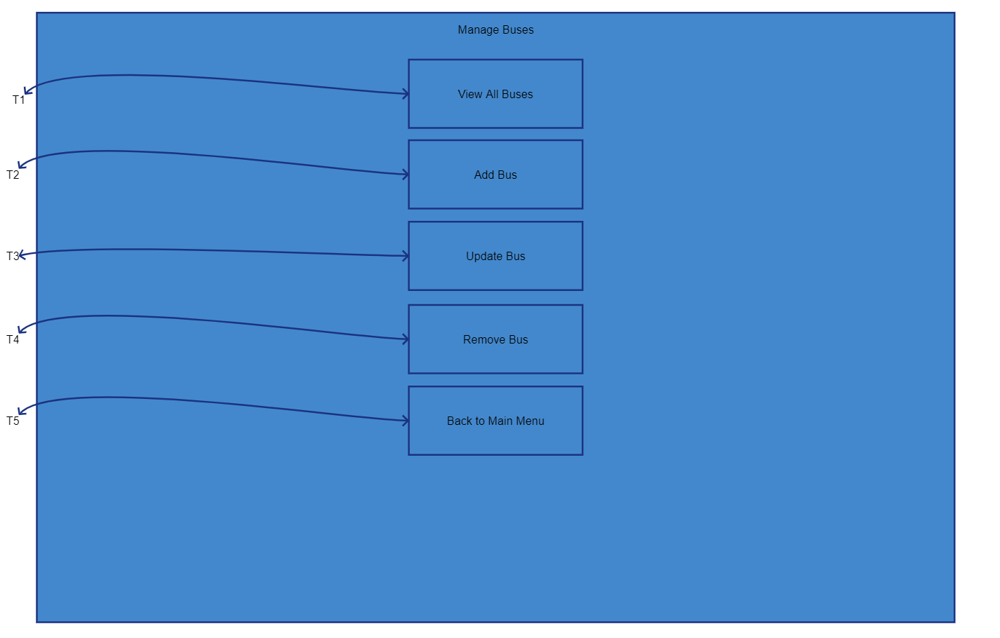 Manage Buses
T1
View All Buses
T2
Add Bus
T3
Update Bus
T4
Remove Bus
T5
Back to Main Menu